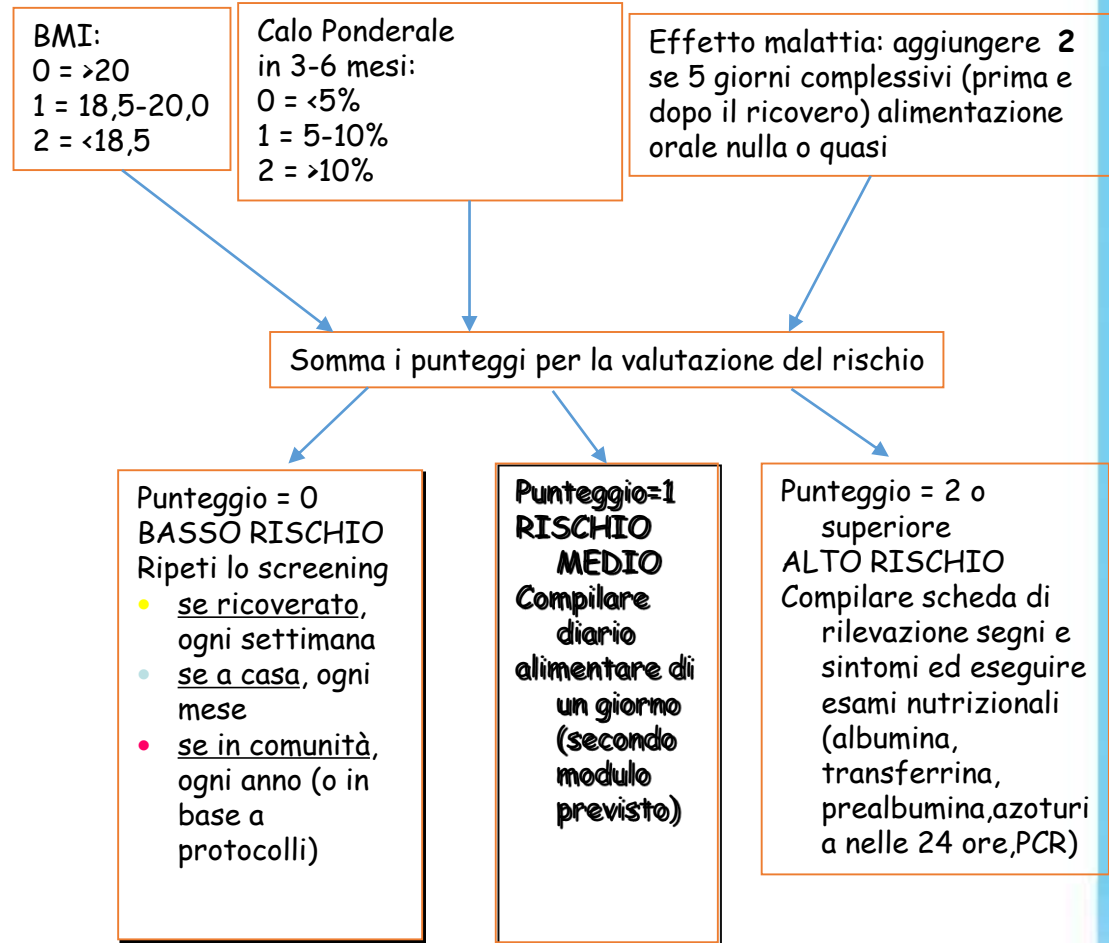 BMI:
0 = >20
1 = 18,5-20,0
2 = <18,5
Calo Ponderale
in 3-6 mesi:
0 = <5%
1 = 5-10%
2 = >10%
Effetto malattia: aggiungere 2
se 5 giorni complessivi (prima e
dopo il ricovero) alimentazione
orale nulla o quasi
Somma i punteggi per la valutazione del rischio
Punteggio = 0
BASSO RISCHIO
Ripeti lo screening
• se ricoverato,
ogni settimana
• se a casa, ogni
mese
• se in comunità,
ogni anno (o in
base a
protocolli)
Punteggio=1
RISCHIO
MEDIO
Compilare
diario
alimentare di
un giorno
(secondo
modulo
previsto)
Punteggio = 2 o
superiore
ALTO RISCHIO
Compilare scheda di
rilevazione segni e
sintomi ed eseguire
esami nutrizionali
(albumina,
transferrina,
prealbumina,azoturi
a nelle 24 ore,PCR)